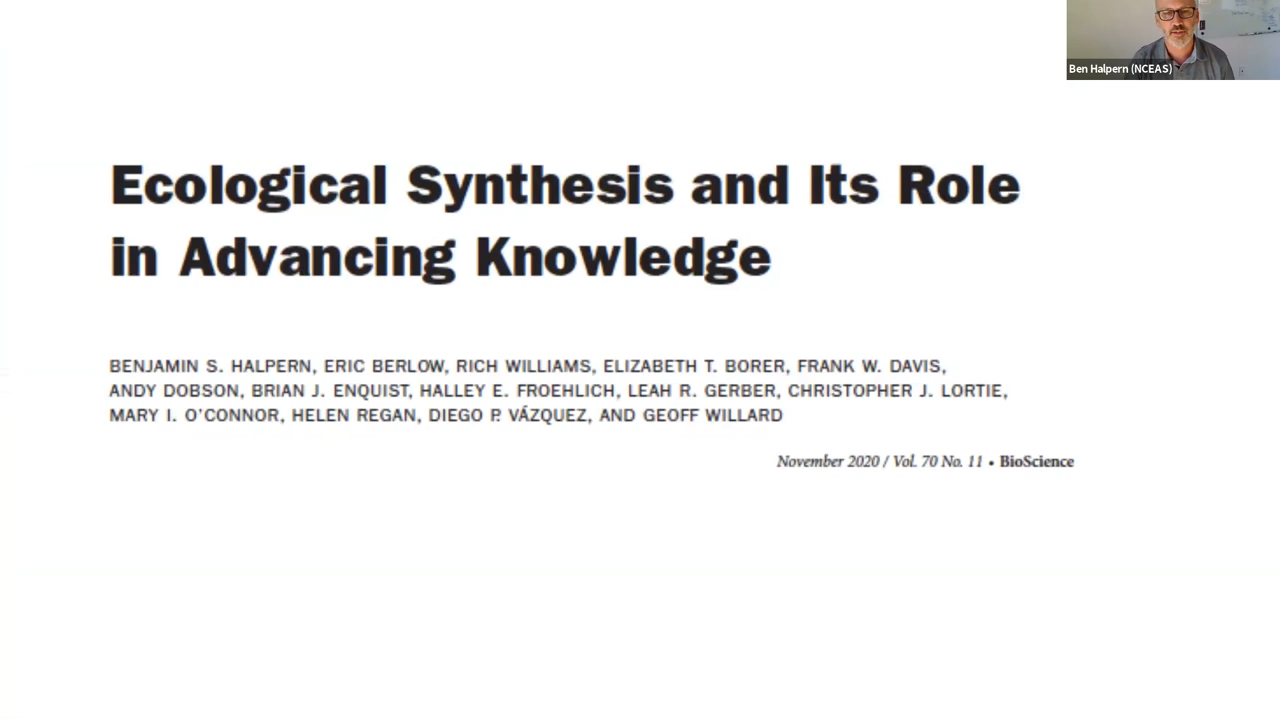 Ben Halpern (NCEAS)
Ecological Synthesis and Its Role
in Advancing Knowledge
BENJAMIN S. HALPERN, ERIC BERLOW, RICH WILLIAMS, ELIZABETH T. BORER, FRANK W. DAVIS,
ANDY DOBSON, BRIAN J. ENQUIST, HALLEY E. FROEHLICH, LEAH R. GERBER, CHRISTOPHER J. LORTIE,
MARY I. O'CONNOR, HELEN REGAN, DIEGO P. VÁZQUEZ, AND GEOFF WILLARD
November 2020 / Vol. 70 No. 11 • BioScience